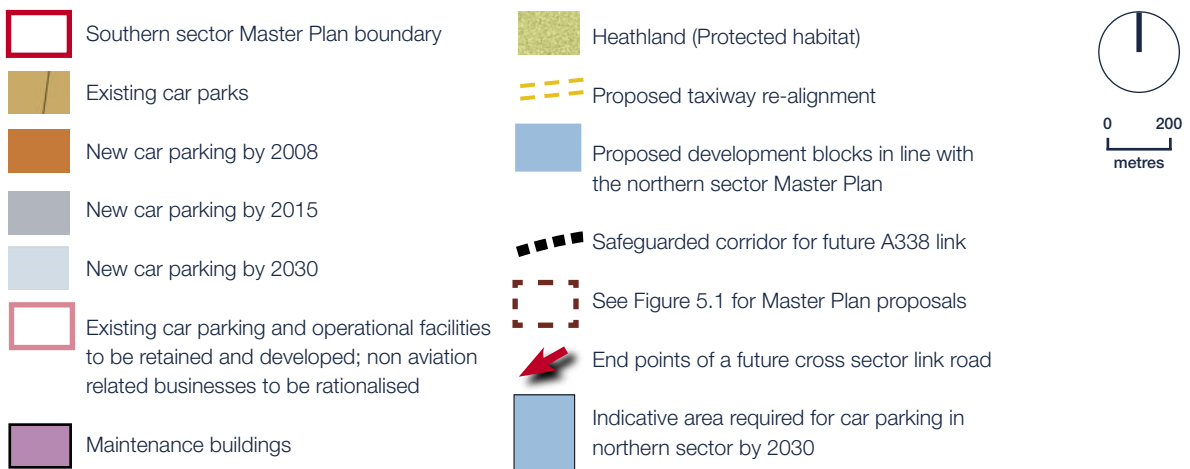 Southern sector Master Plan boundary
Existing car parks
New car parking by 2008
New car parking by 2015
New car parking by 2030
Existing car parking and operational facilities
to be retained and developed; non aviation
related businesses to be rationalised
Maintenance buildings
Heathland (Protected habitat)
Proposed taxiway re-alignment
Proposed development blocks in line with
the northern sector Master Plan
Safeguarded corridor for future A338 link
See Figure 5.1 for Master Plan proposals
End points of a future cross sector link road
Indicative area required for car parking in
northern sector by 2030
0 200
metres